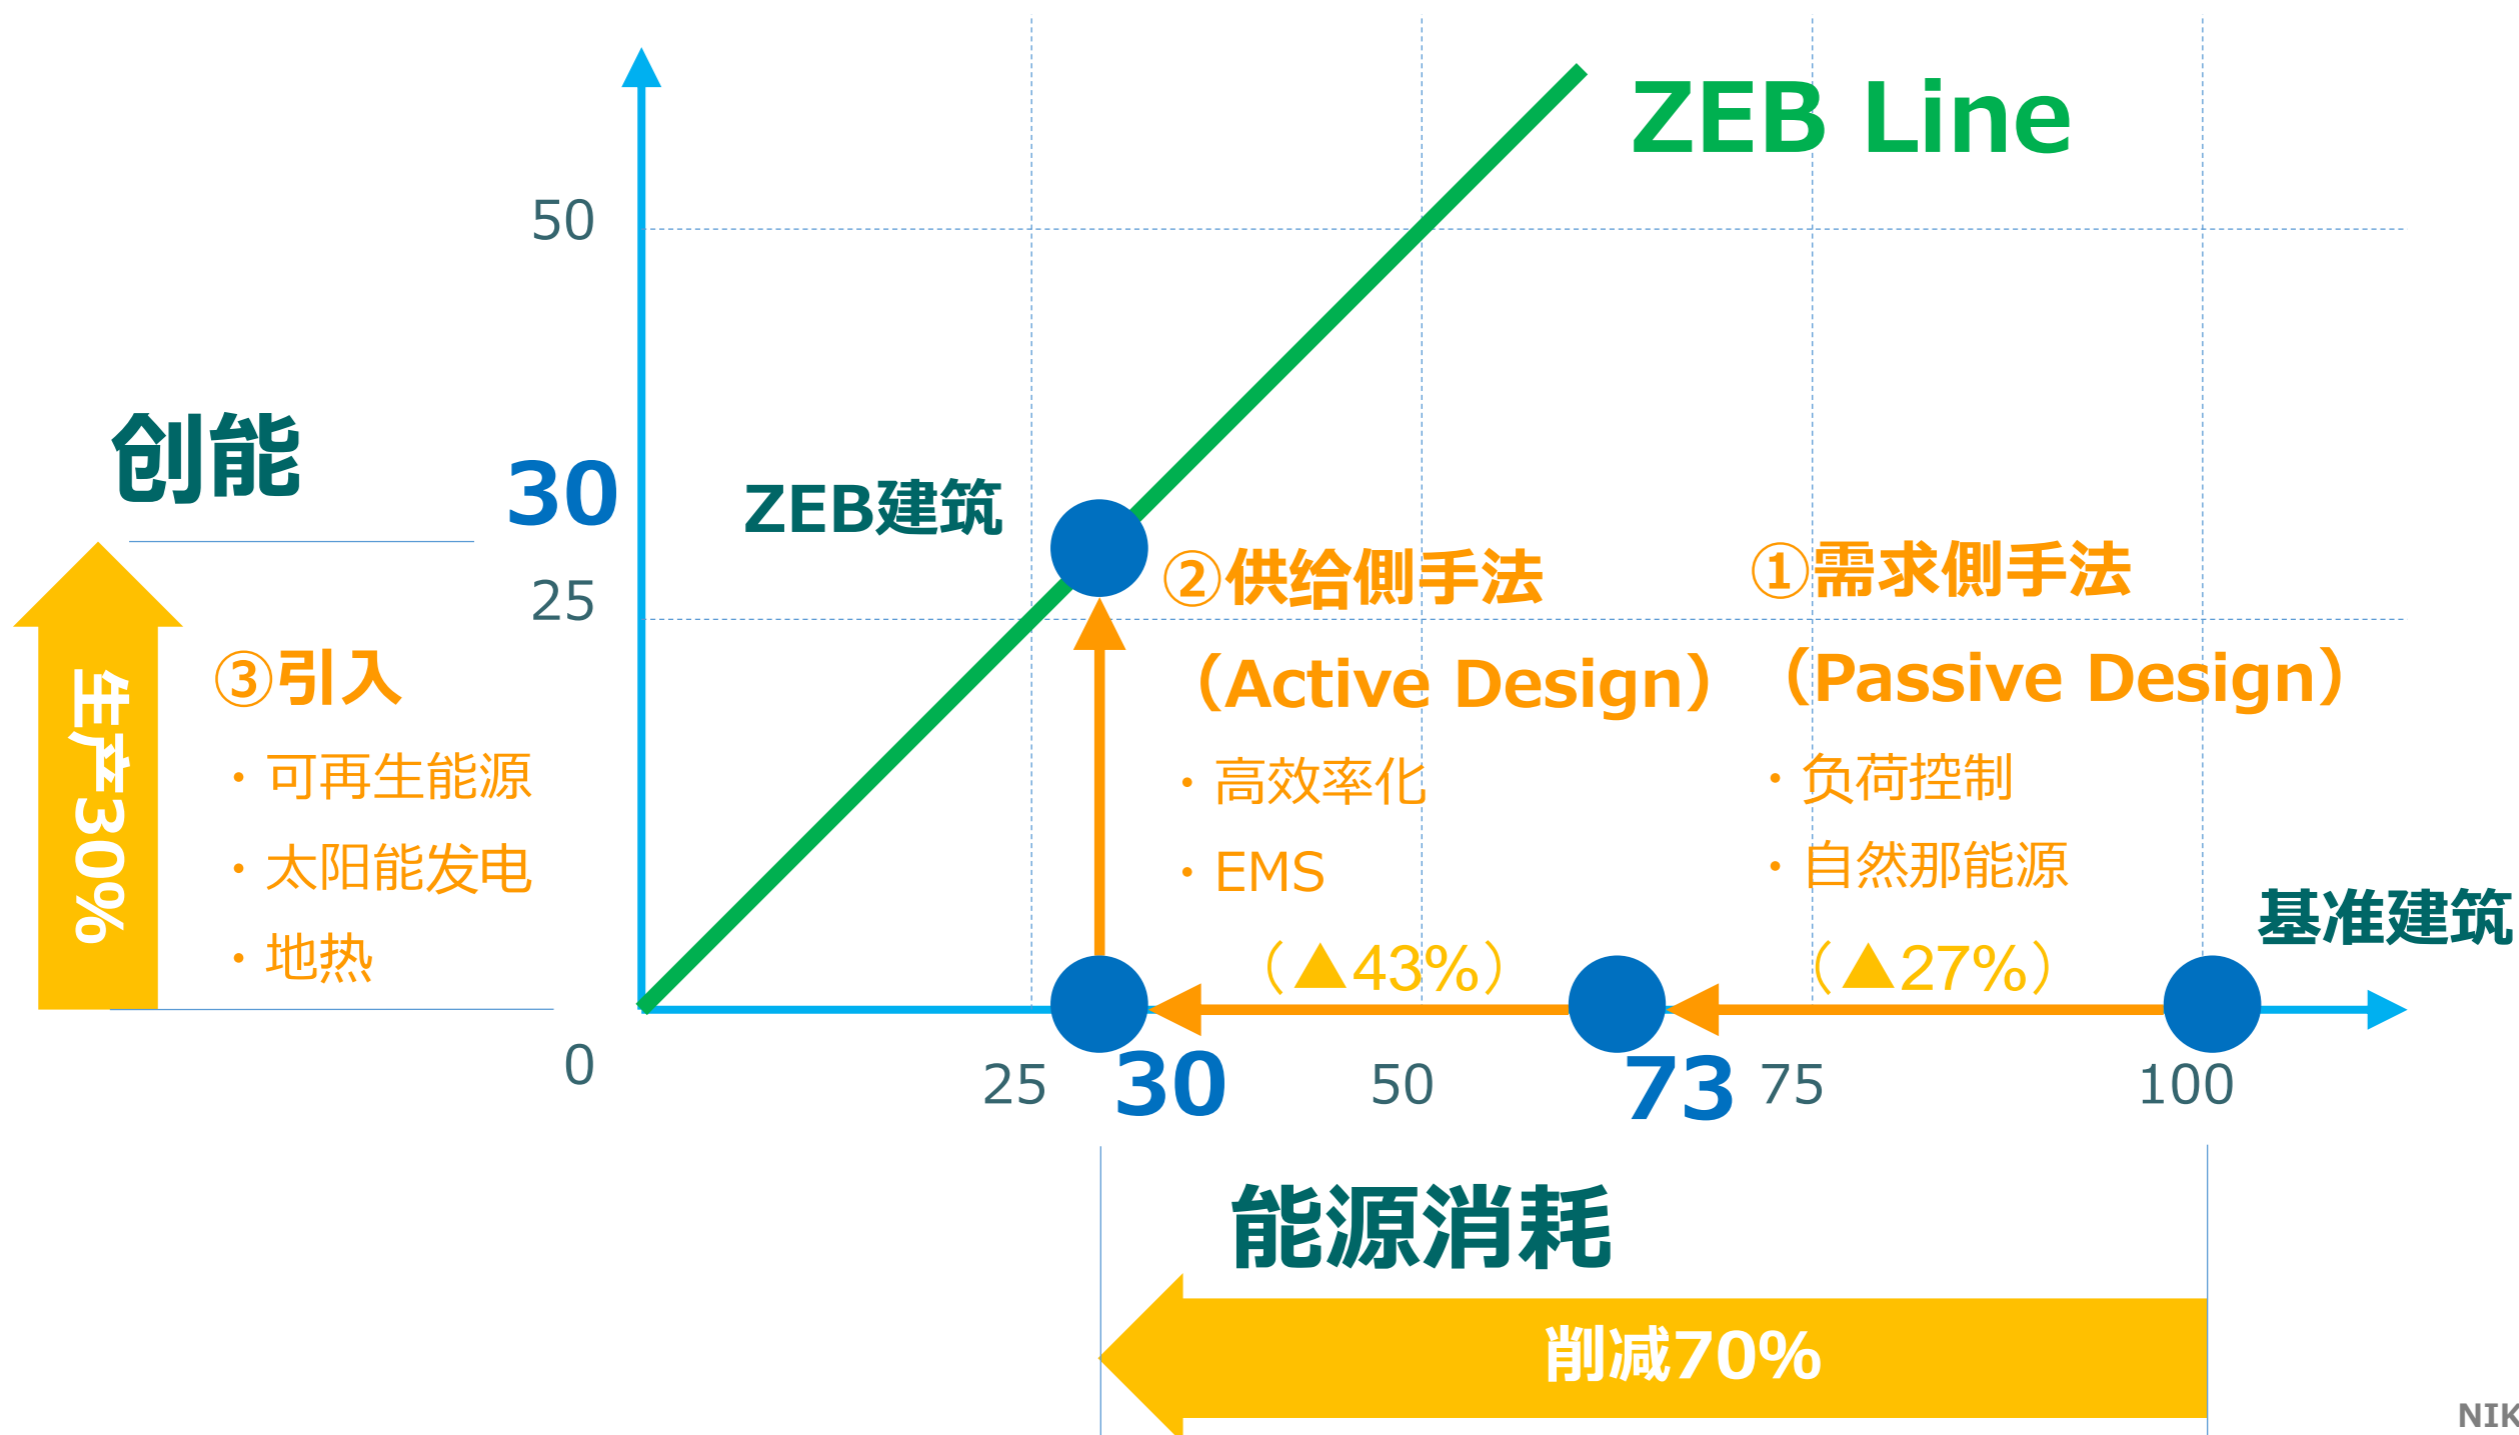 ZEB Line
50
创能
30
ZEB建筑
25
②供给側手法
(Active Design)
・高效率化
・EMS
（▲43%）
①需求側手法
(Passive Design)
・负荷控制
・自然那能源
（▲27%）
③引入
・可再生能源
・太阳能发电
・地热
生产30%
基准建筑
0
25
30
50
73
75
100
能源消耗
削减70%
NIK